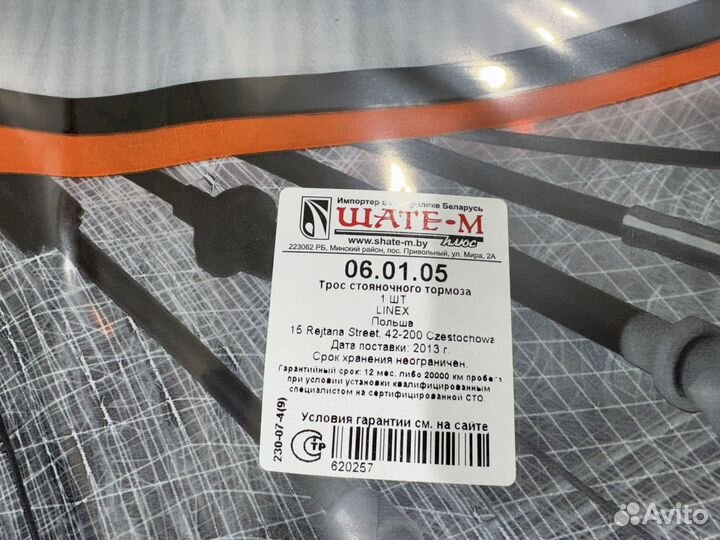 Импортер в Республике Беларусь
ШАТЕ-М
плюс
www.shate-m.by
223062 РБ, Минский район, пос. Привольный, ул. Мира, 2А
06.01.05
Трос стояночного тормоза
1 ШТ
LINEX
Польша
15 Rejtana Street, 42-200 Czestochowa
Дата поставки: 2013 г.
Срок хранения неограничен.
Гарантийный срок: 12 мес. либо 20000 км пробега
при условии установки квалифицированным
специалистом на сертифицированной СТО.
Условия гарантии см. на сайте
230-07-4(9)
СТР
620257
Avito